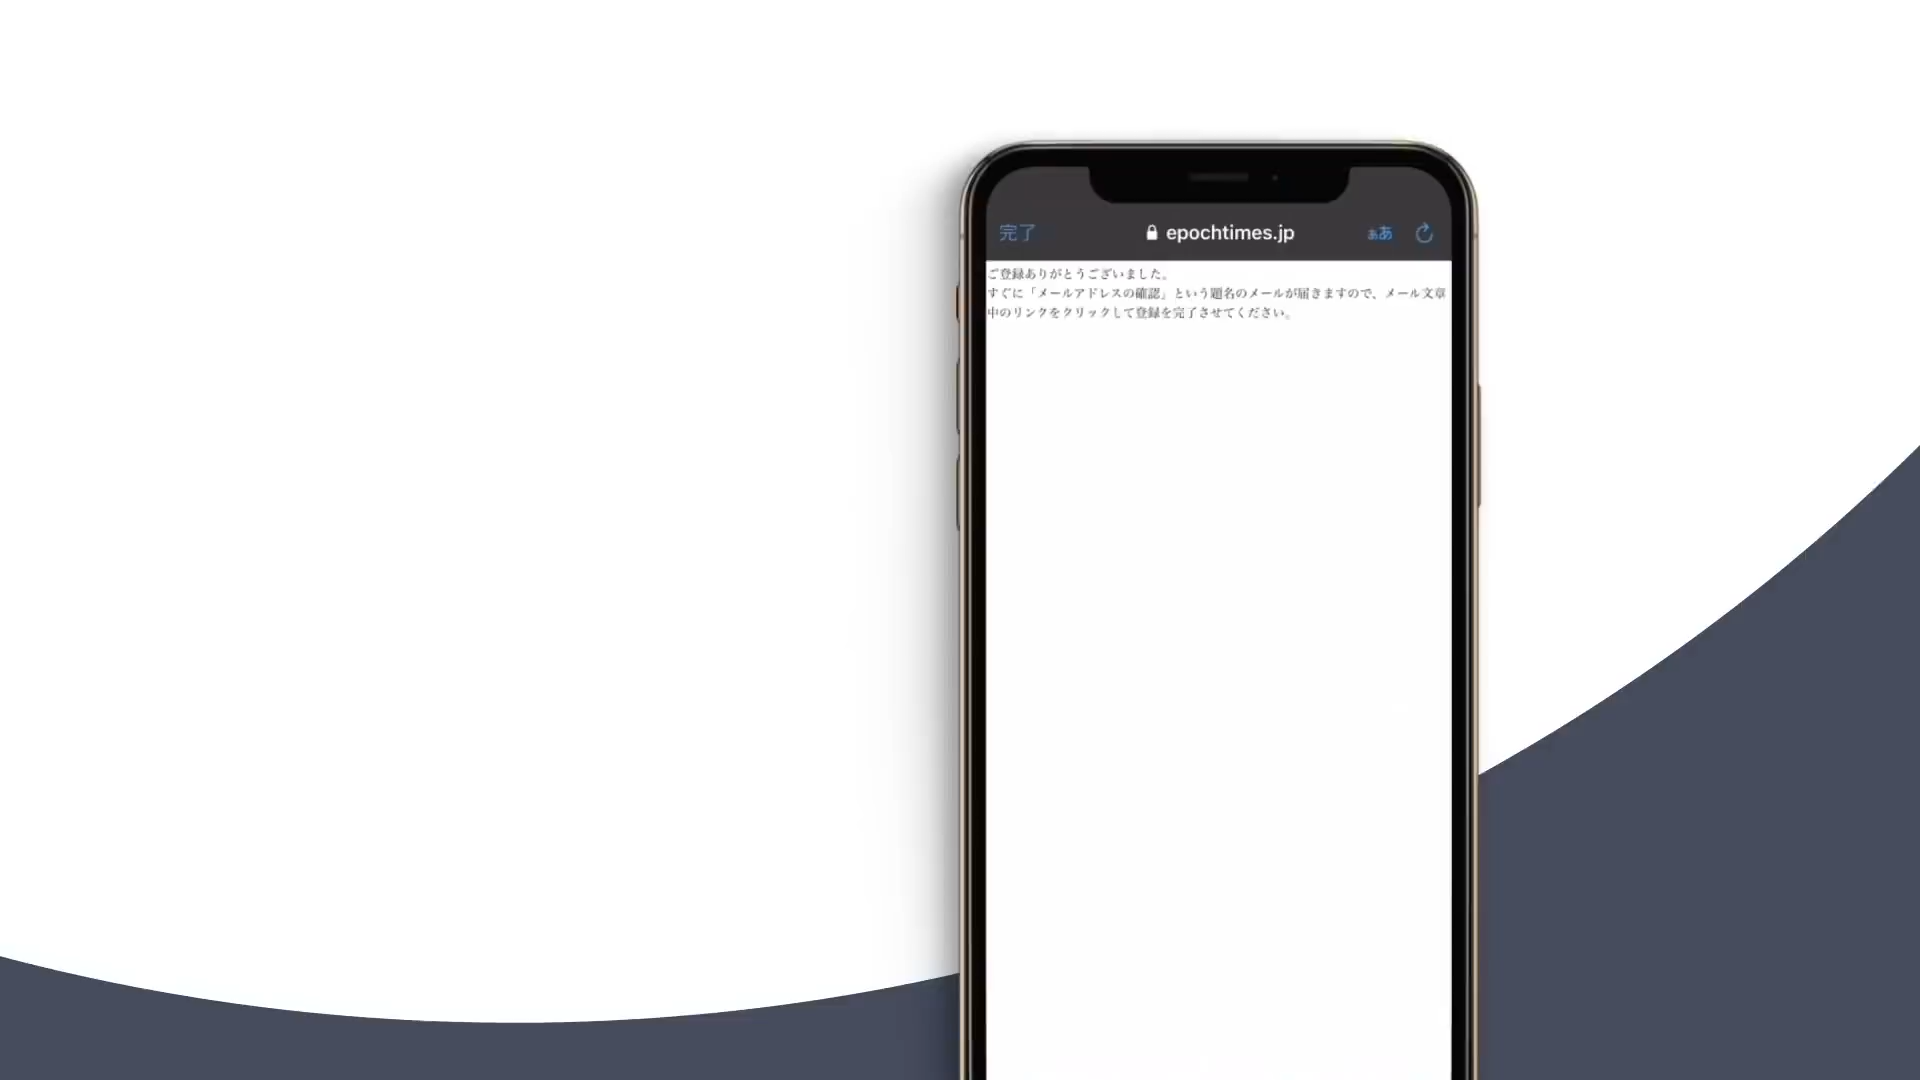 完了
epochtimes.jp
ぁあ
ご登録ありがとうございました。
すぐに「メールアドレスの確認」という題名のメールが届きますので、メール文章
中のリンクをクリックして登録を完了させてください。